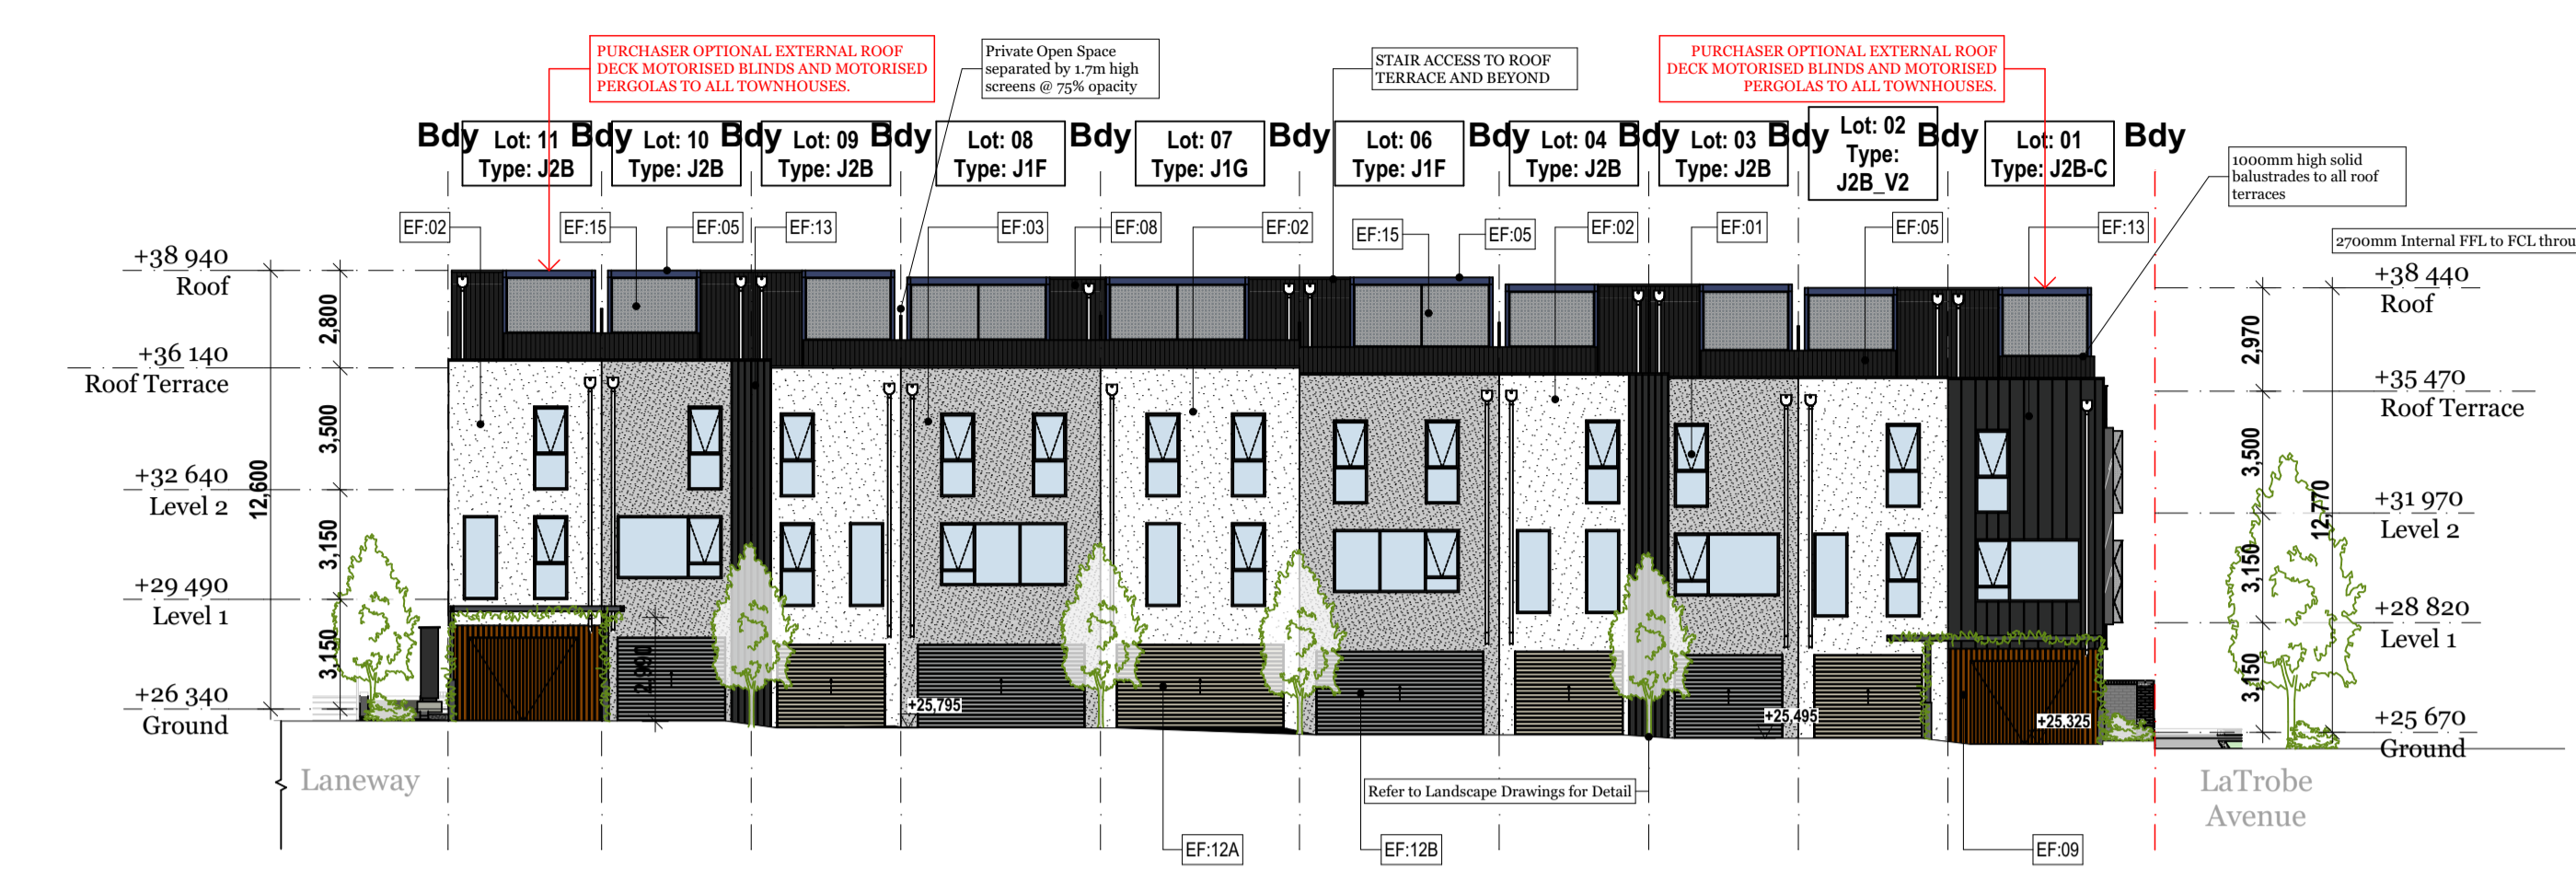 PURCHASER OPTIONAL EXTERNAL ROOF
DECK MOTORISED BLINDS AND MOTORISED
PERGOLAS TO ALL TOWNHOUSES.
Private Open Space
separated by 1.7m high
screens @ 75% opacity
STAIR ACCESS TO ROOF
TERRACE AND BEYOND
PURCHASER OPTIONAL EXTERNAL ROOF
DECK MOTORISED BLINDS AND MOTORISED
PERGOLAS TO ALL TOWNHOUSES.
Bdy
Lot: 11
Type: J2B
Bdy
Lot: 10
Type: J2B
Bdy
Lot: 09
Type: J2B
Bdy
Lot: 08
Type: J1F
Bdy
Lot: 07
Type: J1G
Bdy
Lot: 06
Type: J1F
Bdy
Lot: 04
Type: J2B
Bdy
Lot: 03
Type: J2B
Bdy
Lot: 02
Type:
J2B_V2
Bdy
Lot: 01
Type: J2B-C
Bdy
1000mm high solid
balustrades to all roof
terraces
EF:02
EF:15
EF:05
EF:13
EF:03
EF:08
EF:02
EF:15
EF:05
EF:02
EF:01
EF:05
EF:13
2700mm Internal FFL to FCL throu
+38 940
Roof
+36 140
Roof Terrace
+32 640
Level 2
+29 490
Level 1
+26 340
Ground
12,600
2,800
3,500
3,150
3,150
2,990
+25,795
+25,495
+25,325
+38 440
Roof
+35 470
Roof Terrace
+31 970
Level 2
+28 820
Level 1
+25 670
Ground
2,970
3,500
3,150
3,150
12,770
Laneway
Refer to Landscape Drawings for Detail
LaTrobe
Avenue
EF:12A
EF:12B
EF:09